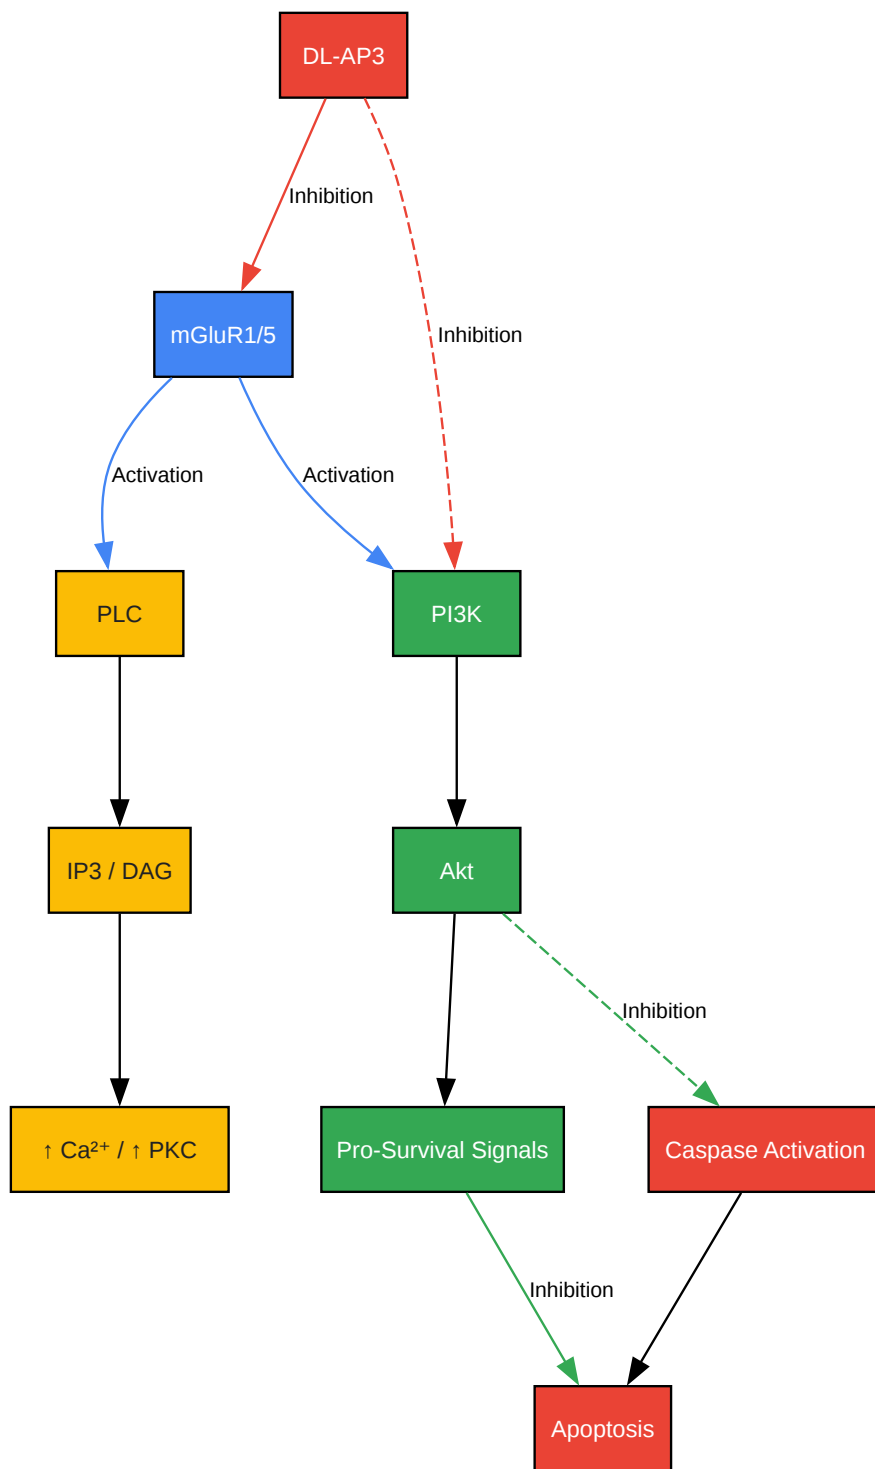 DL-AP3
Inhibition
mGluR1/5
Inhibition
Activation
Activation
PLC
PI3K
IP3 / DAG
Akt
Inhibition
↑ Ca²⁺ / ↑ PKC
Pro-Survival Signals
Caspase Activation
Inhibition
Apoptosis